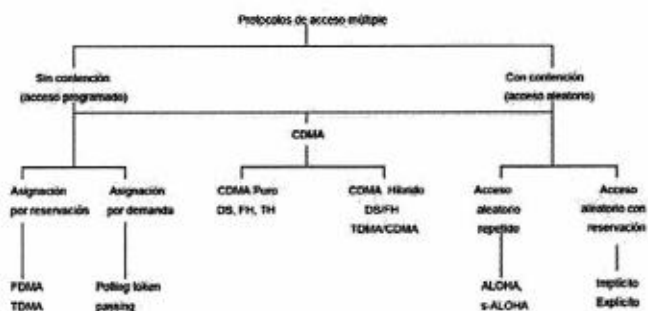 Protocolos de acceso múltiple
Sin contención
(acceso programado)
Con contención
(acceso aleatorio)
CDMA
Asignación
por reservación
Asignación
por demanda
CDMA Puro
DS, FH, TH
CDMA Híbrido
DS/FH
TDMA/CDMA
Acceso
aleatorio
repetido
Acceso
aleatorio con
reservación
FDMA
TDMA
Polling token
passing
ALOHA,
s-ALOHA
Implícito
Explícito